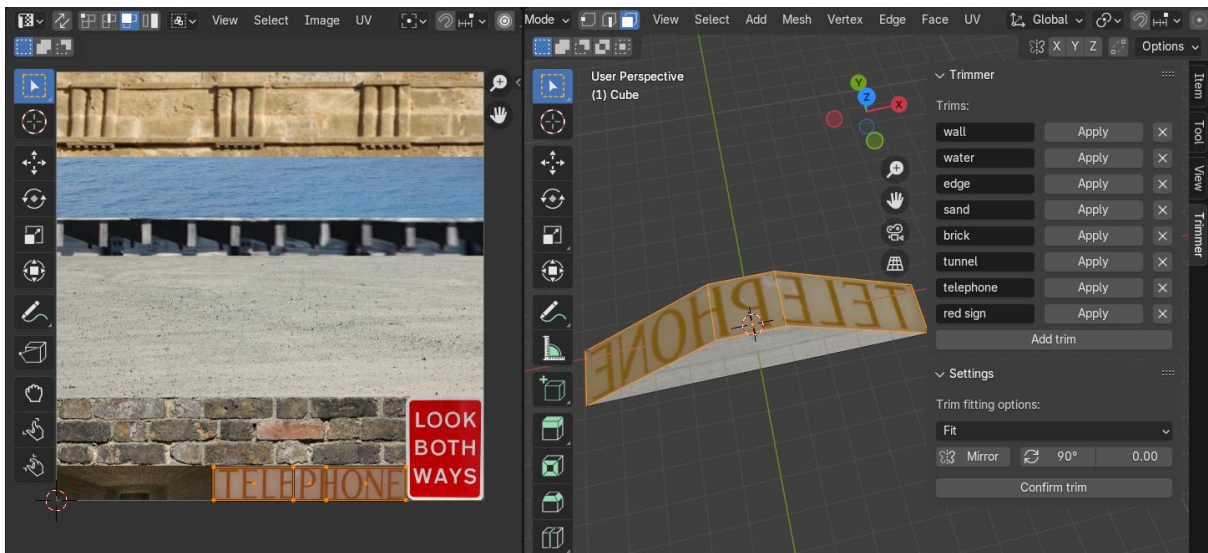 View Select Image UV
Mode View Select Add Mesh Vertex Edge Face UV Global
X Y Z Options
User Perspective
(1) Cube
Y
Z
X
TELEPHONE
LOOK
BOTH
WAYS
TELEPHONE
Trimmer
Trims:
wall Apply
water Apply
edge Apply
sand Apply
brick Apply
tunnel Apply
telephone Apply
red sign Apply
Add trim
Settings
Trim fitting options:
Fit
Mirror 90° 0.00
Confirm trim
Item
Tool
View
Trimmer